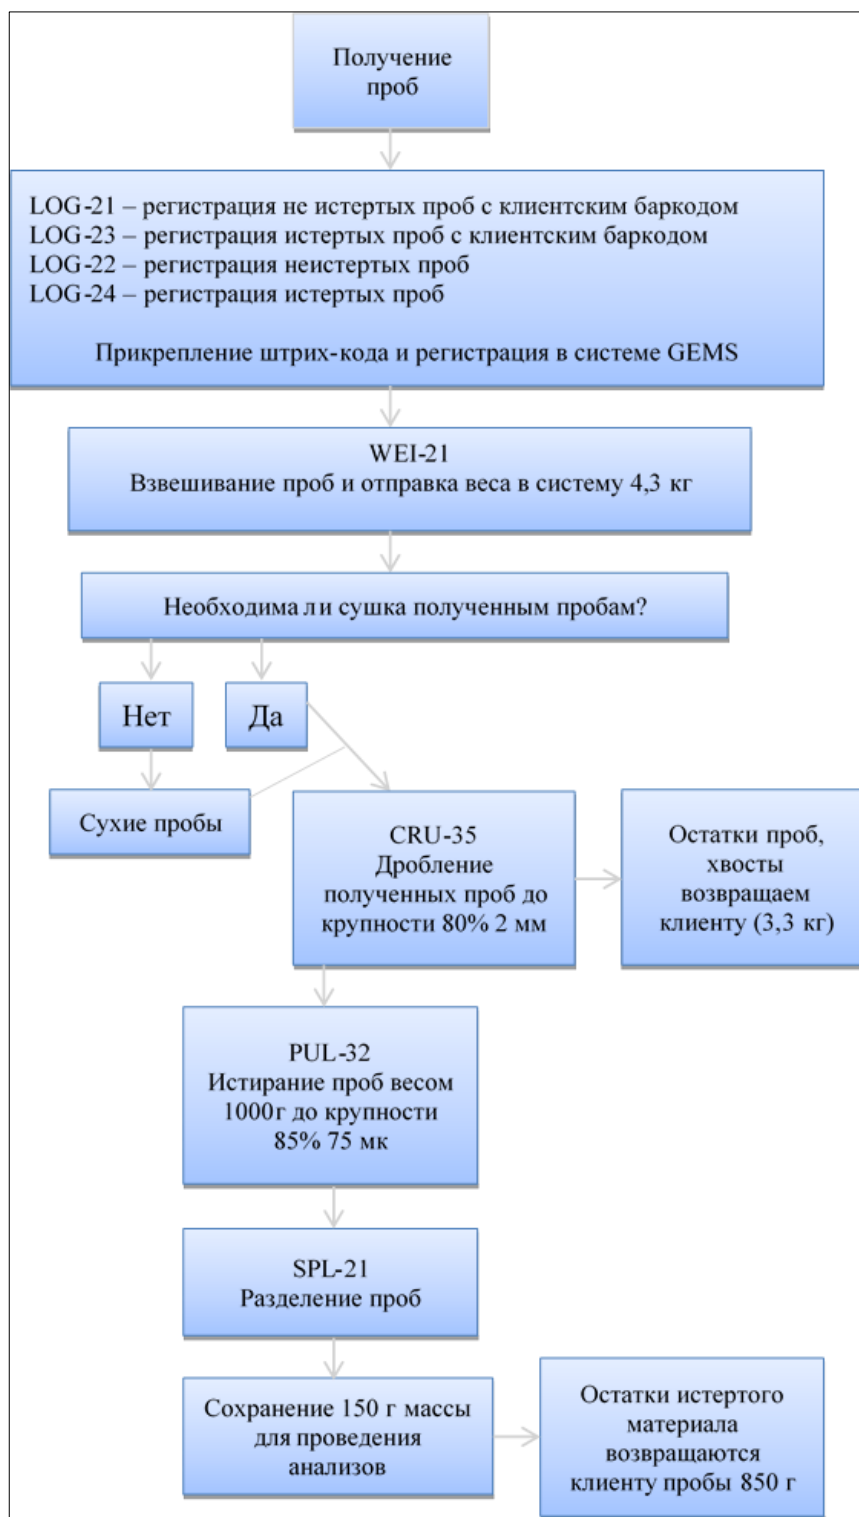 Получение
проб
LOG-21 – регистрация не истертых проб с клиентским баркодом
LOG-23 – регистрация истертых проб с клиентским баркодом
LOG-22 – регистрация неистертых проб
LOG-24 – регистрация истертых проб
Прикрепление штрих-кода и регистрация в системе GEMS
WEI-21
Взвешивание проб и отправка веса в систему 4,3 кг
Необходима ли сушка полученным пробам?
Нет
Да
Сухие пробы
CRU-35
Дробление
полученных проб до
крупности 80% 2 мм
Остатки проб,
хвосты
возвращаем
клиенту (3,3 кг)
PUL-32
Истирание проб весом
1000г до крупности
85% 75 мк
SPL-21
Разделение проб
Сохранение 150 г массы
для проведения
анализов
Остатки истертого
материала
возвращаются
клиенту пробы 850 г